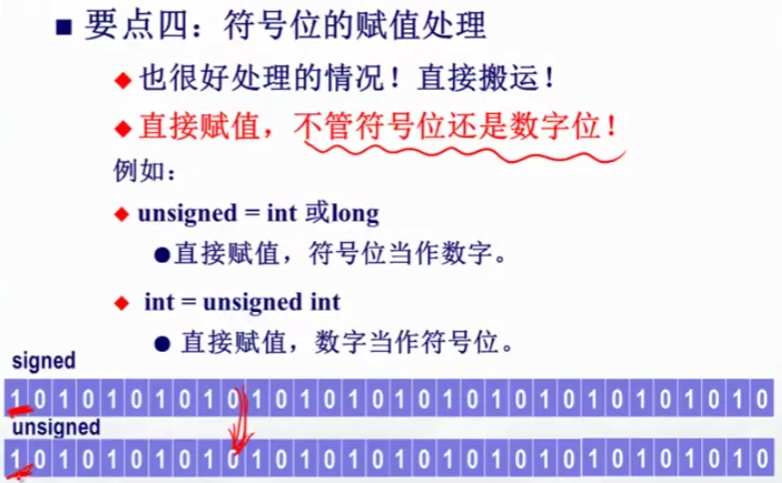 ■ 要点四：符号位的赋值处理
◆ 也很好处理的情况！直接搬运！
◆ 直接赋值，不管符号位还是数字位！
例如：
◆ unsigned = int 或long
● 直接赋值，符号位当作数字。
◆ int = unsigned int
● 直接赋值，数字当作符号位。
signed
1 0 1 0 1 0 1 0 1 0 1 0 1 0 1 0 1 0 1 0 1 0 1 0 1 0 1 0 1 0 1 0
unsigned
1 0 1 0 1 0 1 0 1 0 1 0 1 0 1 0 1 0 1 0 1 0 1 0 1 0 1 0 1 0 1 0